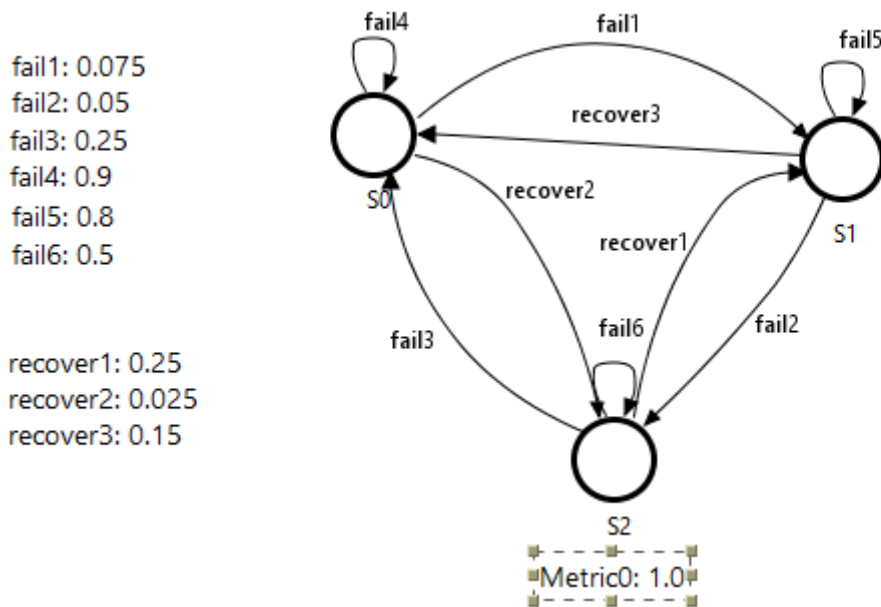 fail1: 0.075
fail2: 0.05
fail3: 0.25
fail4: 0.9
fail5: 0.8
fail6: 0.5
recover1: 0.25
recover2: 0.025
recover3: 0.15
fail4
fail1
fail5
recover3
S0
recover2
S1
recover1
fail3
fail6
fail2
S2
Metric0: 1.0